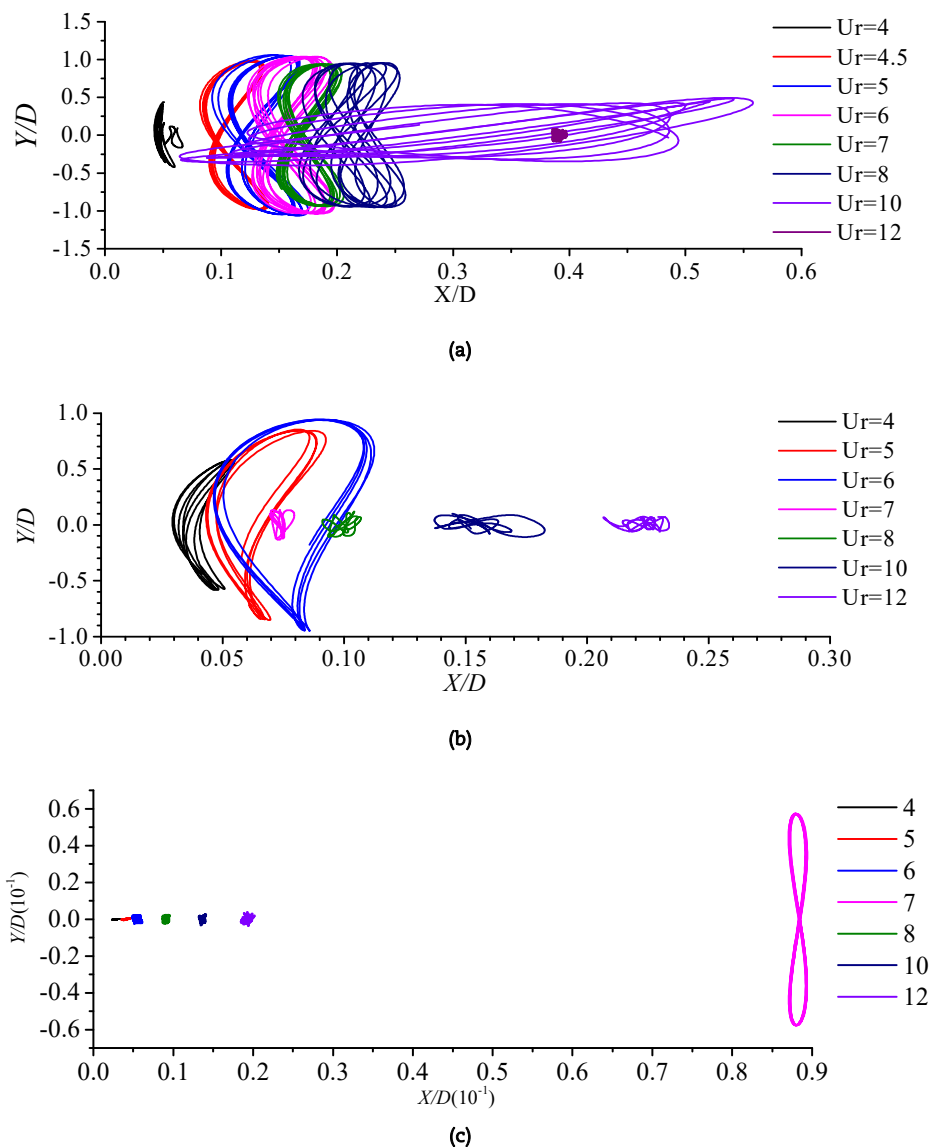 1.5
1.0
0.5
0.0
-0.5
-1.0
-1.5
Y/D
0.0 0.1 0.2 0.3 0.4 0.5 0.6
X/D
Ur=4
Ur=4.5
Ur=5
Ur=6
Ur=7
Ur=8
Ur=10
Ur=12
(a)
1.0
0.5
0.0
-0.5
-1.0
Y/D
0.00 0.05 0.10 0.15 0.20 0.25 0.30
X/D
Ur=4
Ur=5
Ur=6
Ur=7
Ur=8
Ur=10
Ur=12
(b)
0.6
0.4
0.2
0.0
-0.2
-0.4
-0.6
Y/D(10⁻¹)
0.0 0.1 0.2 0.3 0.4 0.5 0.6 0.7 0.8 0.9
X/D(10⁻¹)
4
5
6
7
8
10
12
(c)